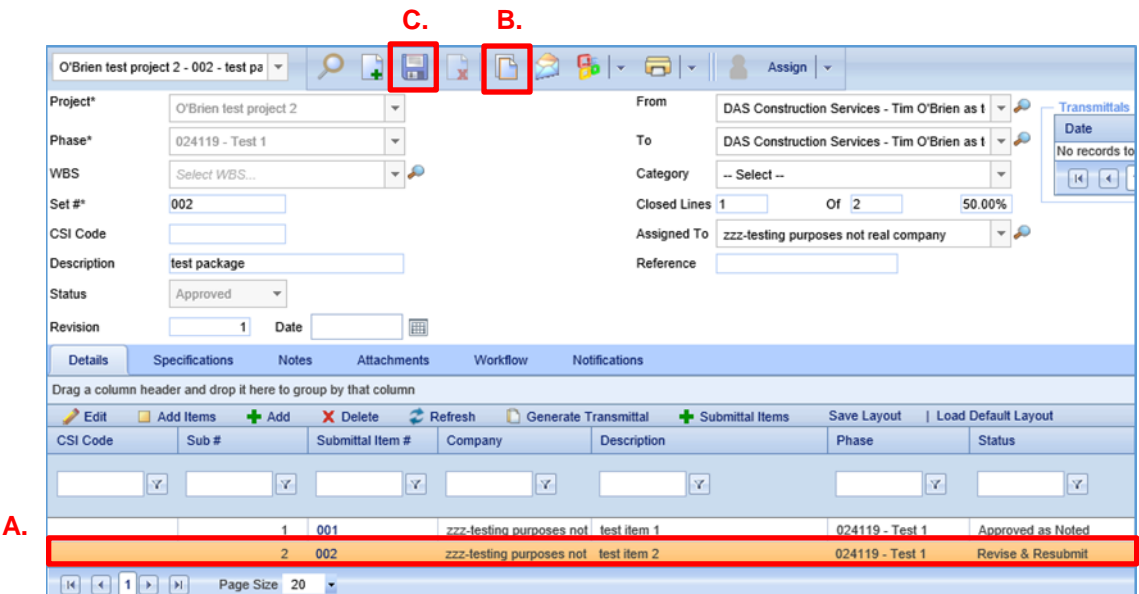 C. B.
O'Brien test project 2 - 002 - test pa Assign
Project* O'Brien test project 2 From DAS Construction Services - Tim O'Brien as t Transmittals
Phase* 024119 - Test 1 To DAS Construction Services - Tim O'Brien as t Date
No records to
WBS Select WBS... Category -- Select --
Set #* 002 Closed Lines 1 Of 2 50.00%
CSI Code Assigned To zzz-testing purposes not real company
Description test package Reference
Status Approved
Revision 1 Date
Details Specifications Notes Attachments Workflow Notifications
Drag a column header and drop it here to group by that column
Edit Add Items Add Delete Refresh Generate Transmittal Submittal Items Save Layout | Load Default Layout
CSI Code Sub # Submittal Item # Company Description Phase Status
A.
1 001 zzz-testing purposes not test item 1 024119 - Test 1 Approved as Noted
2 002 zzz-testing purposes not test item 2 024119 - Test 1 Revise & Resubmit
1 Page Size 20